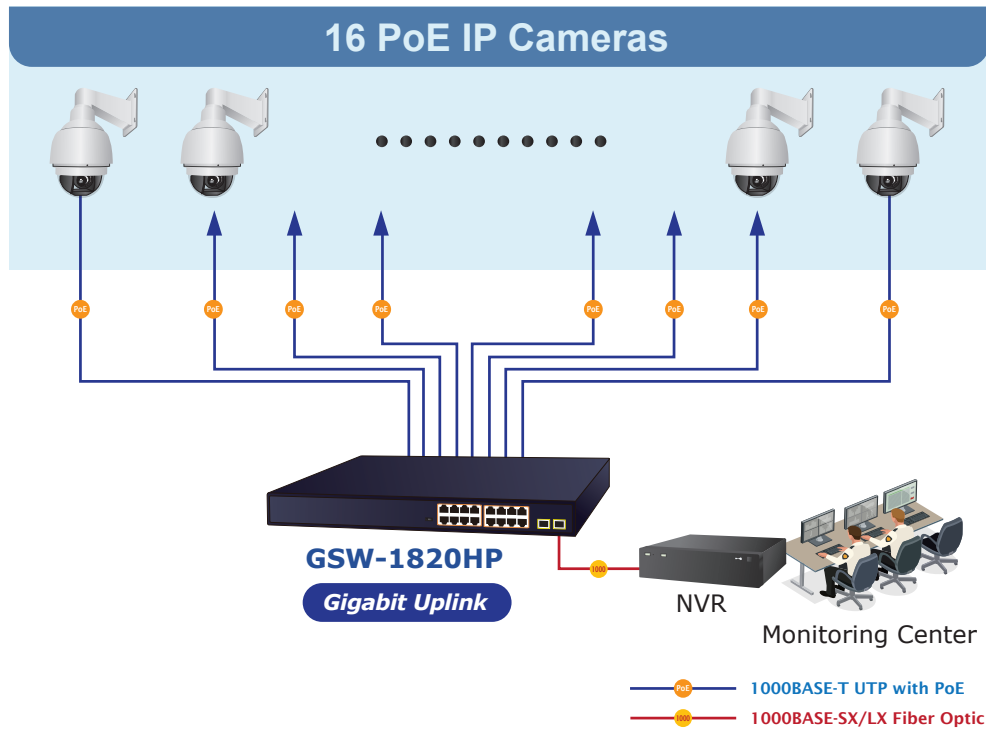 16 PoE IP Cameras
PoE
PoE
PoE
PoE
PoE
PoE
PoE
PoE
GSW-1820HP
Gigabit Uplink
1000
NVR
Monitoring Center
PoE
1000BASE-T UTP with PoE
1000
1000BASE-SX/LX Fiber Optic